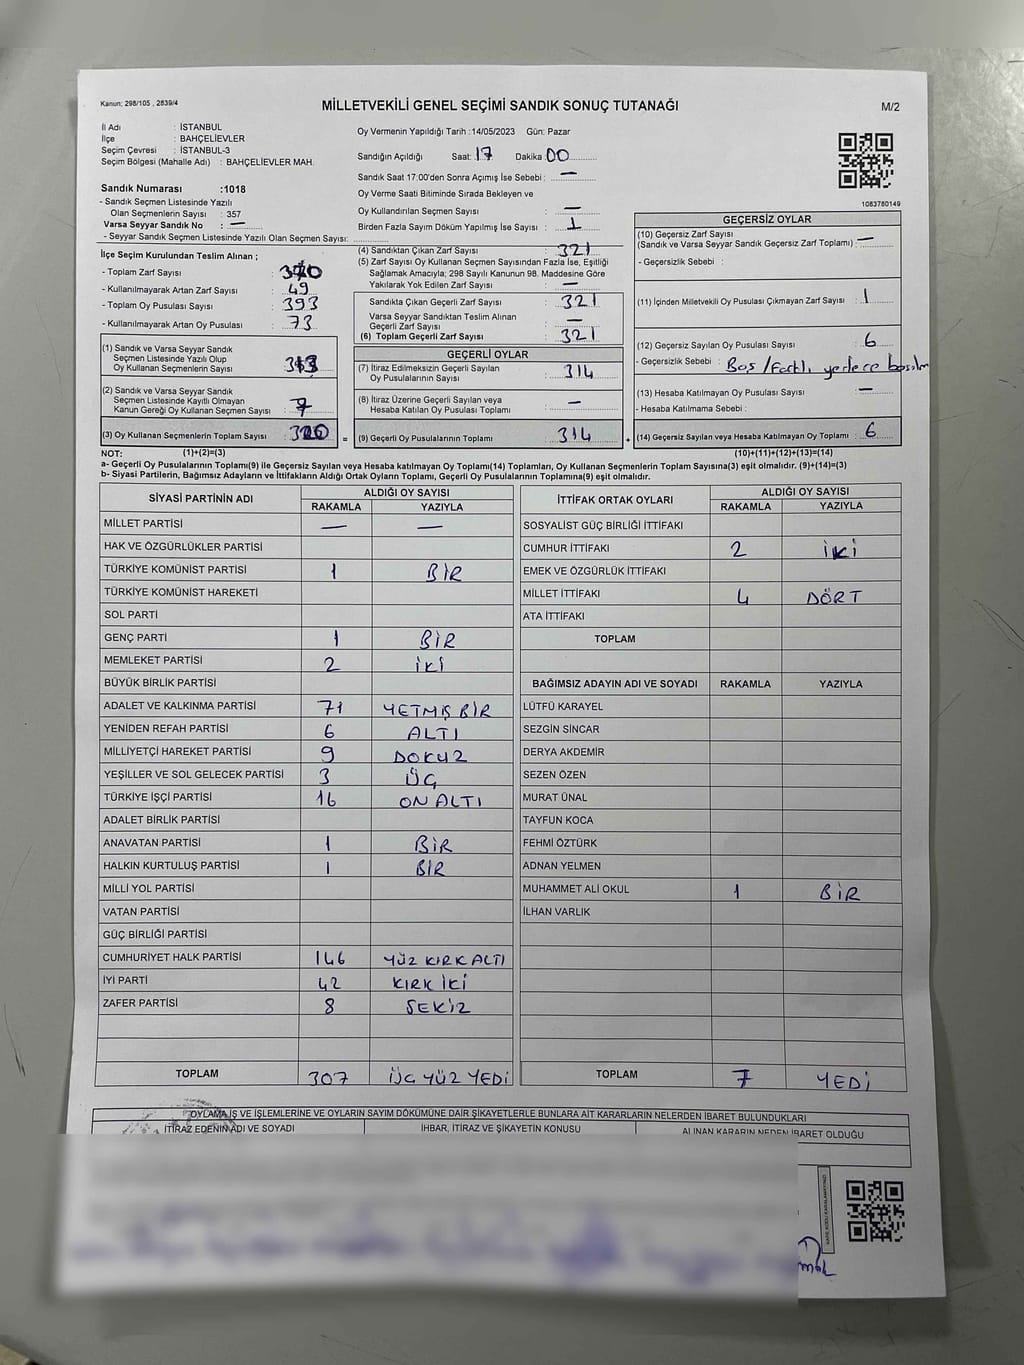 Kanun; 298/105 , 2839/4
MİLLETVEKİLİ GENEL SEÇİMİ SANDIK SONUÇ TUTANAĞI
M/2
İl Adı : İSTANBUL
İlçe : BAHÇELİEVLER
Seçim Çevresi : İSTANBUL-3
Seçim Bölgesi (Mahalle Adı) : BAHÇELİEVLER MAH.
Sandık Numarası :1018
- Sandık Seçmen Listesinde Yazılı
Olan Seçmenlerin Sayısı : 357
Varsa Seyyar Sandık No : —
- Seyyar Sandık Seçmen Listesinde Yazılı Olan Seçmen Sayısı:
Oy Vermenin Yapıldığı Tarih :14/05/2023 Gün: Pazar
Sandığın Açıldığı Saat: 17 Dakika: 00
Sandık Saat 17:00'den Sonra Açımış İse Sebebi : —
Oy Verme Saati Bitiminde Sırada Bekleyen ve
Oy Kullandırılan Seçmen Sayısı : —
Birden Fazla Sayım Döküm Yapılmış İse Sayısı : 1
1083760149
İlçe Seçim Kurulundan Teslim Alınan ;
- Toplam Zarf Sayısı :
- Kullanılmayarak Artan Zarf Sayısı : 49
- Toplam Oy Pusulası Sayısı : 393
- Kullanılmayarak Artan Oy Pusulası : 73
(1) Sandık ve Varsa Seyyar Sandık
Seçmen Listesinde Yazılı Olup
Oy Kullanan Seçmenlerin Sayısı :
(2) Sandık ve Varsa Seyyar Sandık
Seçmen Listesinde Kayıtlı Olmayan
Kanun Gereği Oy Kullanan Seçmen Sayısı : 7
(3) Oy Kullanan Seçmenlerin Toplam Sayısı : 320 =
(4) Sandıktan Çıkan Zarf Sayısı : 321
(5) Zarf Sayısı Oy Kullanan Seçmen Sayısından Fazla İse, Eşitliği
Sağlamak Amacıyla; 298 Sayılı Kanunun 98. Maddesine Göre
Yakılarak Yok Edilen Zarf Sayısı : —
Sandıkta Çıkan Geçerli Zarf Sayısı : 321
Varsa Seyyar Sandıktan Teslim Alınan
Geçerli Zarf Sayısı : —
(6) Toplam Geçerli Zarf Sayısı : 321
GEÇERLİ OYLAR
(7) İtiraz Edilmeksizin Geçerli Sayılan
Oy Pusulalarının Sayısı : 314
(8) İtiraz Üzerine Geçerli Sayılan veya
Hesaba Katılan Oy Pusulası Toplamı : —
(9) Geçerli Oy Pusulalarının Toplamı : 314 +
GEÇERSİZ OYLAR
(10) Geçersiz Zarf Sayısı
(Sandık ve Varsa Seyyar Sandık Geçersiz Zarf Toplamı) : —
- Geçersizlik Sebebi :
(11) İçinden Milletvekili Oy Pusulası Çıkmayan Zarf Sayısı : 1
(12) Geçersiz Sayılan Oy Pusulası Sayısı : 6
- Geçersizlik Sebebi : Boş / Farklı yerlere
(13) Hesaba Katılmayan Oy Pusulası Sayısı : —
- Hesaba Katılmama Sebebi :
(14) Geçersiz Sayılan veya Hesaba Katılmayan Oy Toplamı : 6
NOT: (1)+(2)=(3) (10)+(11)+(12)+(13)=(14)
a- Geçerli Oy Pusulalarının Toplamı(9) ile Geçersiz Sayılan veya Hesaba katılmayan Oy Toplamı(14) Toplamları, Oy Kullanan Seçmenlerin Toplam Sayısına(3) eşit olmalıdır. (9)+(14)=(3)
b- Siyasi Partilerin, Bağımsız Adayların ve İttifakların Aldığı Ortak Oyların Toplamı, Geçerli Oy Pusulalarının Toplamına(9) eşit olmalıdır.
SİYASİ PARTİNİN ADI ALDIĞI OY SAYISI
RAKAMLA YAZIYLA
MİLLET PARTİSİ — —
HAK VE ÖZGÜRLÜKLER PARTİSİ
TÜRKİYE KOMÜNİST PARTİSİ 1 BİR
TÜRKİYE KOMÜNİST HAREKETİ
SOL PARTİ
GENÇ PARTİ 1 BİR
MEMLEKET PARTİSİ 2 İKİ
BÜYÜK BİRLİK PARTİSİ
ADALET VE KALKINMA PARTİSİ 71 YETMİŞ BİR
YENİDEN REFAH PARTİSİ 6 ALTI
MİLLİYETÇİ HAREKET PARTİSİ 9 DOKUZ
YEŞİLLER VE SOL GELECEK PARTİSİ 3 ÜÇ
TÜRKİYE İŞÇİ PARTİSİ 16 ON ALTI
ADALET BİRLİK PARTİSİ
ANAVATAN PARTİSİ 1 BİR
HALKIN KURTULUŞ PARTİSİ 1 BİR
MİLLİ YOL PARTİSİ
VATAN PARTİSİ
GÜÇ BİRLİĞİ PARTİSİ
CUMHURİYET HALK PARTİSİ 146 YÜZ KIRK ALTI
İYİ PARTİ 42 KIRK İKİ
ZAFER PARTİSİ 8 SEKİZ
TOPLAM 307 ÜÇ YÜZ YEDİ
İTTİFAK ORTAK OYLARI ALDIĞI OY SAYISI
RAKAMLA YAZIYLA
SOSYALİST GÜÇ BİRLİĞİ İTTİFAKI
CUMHUR İTTİFAKI 2 İKİ
EMEK VE ÖZGÜRLÜK İTTİFAKI
MİLLET İTTİFAKI 4 DÖRT
ATA İTTİFAKI
TOPLAM
BAĞIMSIZ ADAYIN ADI VE SOYADI RAKAMLA YAZIYLA
LÜTFÜ KARAYEL
SEZGİN SİNCAR
DERYA AKDEMİR
SEZEN ÖZEN
MURAT ÜNAL
TAYFUN KOCA
FEHMİ ÖZTÜRK
ADNAN YELMEN
MUHAMMET ALİ OKUL 1 BİR
İLHAN VARLIK
TOPLAM 7 YEDİ
OYLAMA İŞ VE İŞLEMLERİNE VE OYLARIN SAYIM DÖKÜMÜNE DAİR ŞİKAYETLERLE BUNLARA AİT KARARLARIN NELERDEN İBARET BULUNDUKLARI
İTİRAZ EDENİN ADI VE SOYADI İHBAR, İTİRAZ VE ŞİKAYETİN KONUSU ALINAN KARARIN NEDEN İBARET OLDUĞU